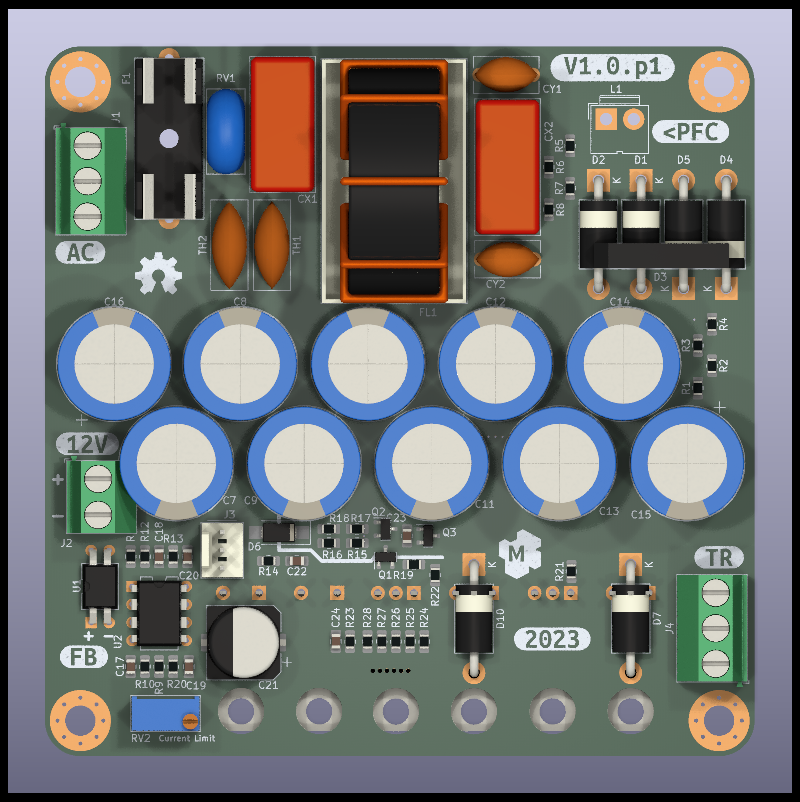 V1.0.p1
F1
J1
RV1
CX1
FL1
CY1
CX2
R5
R6
R7
R8
CY2
L1
<PFC
D2
D1
D5
D4
K
K
D3
K
K
AC
TH2
TH1
C16
C8
C12
C14
R4
R3
R2
R1
+
+
12V
+
−
J2
C7
C9
C11
C13
C15
J3
D6
R12
C18
R13
C20
R14
C22
R18
R17
R16
R15
Q2
C23
Q3
Q1
R19
R22
M
K
D10
R21
K
D7
TR
J4
U1
U2
+ −
FB
C17
R10
R9
R20
C19
C21
+
C24
R23
R28
R27
R26
R25
R24
2023
RV2
Current Limit